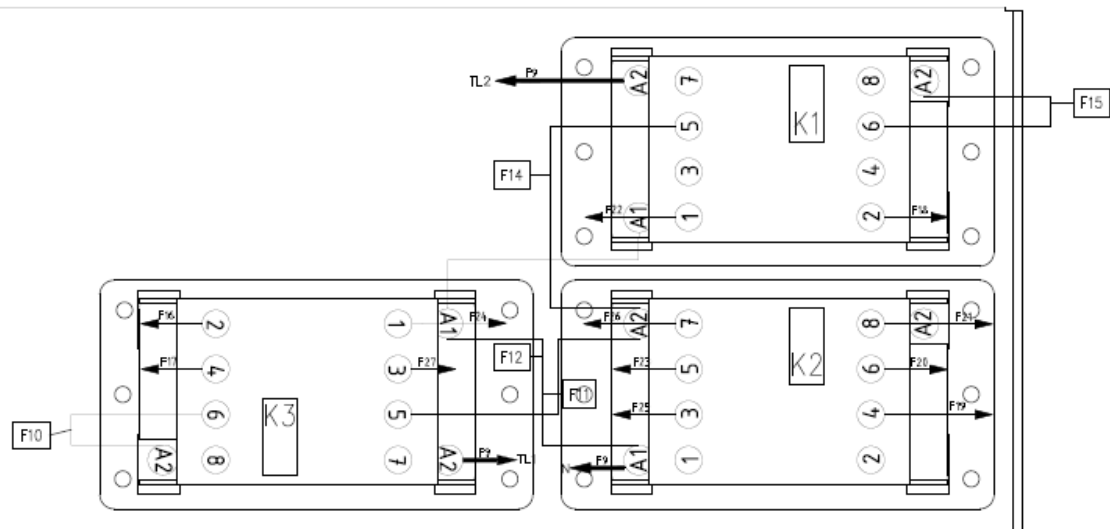 TL2 F9 A2 7 8 A2
F15
5 K1 6
F14
3 4
F22 A1 1 2 F18
F16 2 1 A1 F24 F26 A2 7 8 A2 F21
F12
F17 4 3 F27 F23 5 K2 6 F20
F11
F10 6 K3 5 F25 3 4 F19
A2 8 7 A2 F9 TL1 N F9 A1 1 2